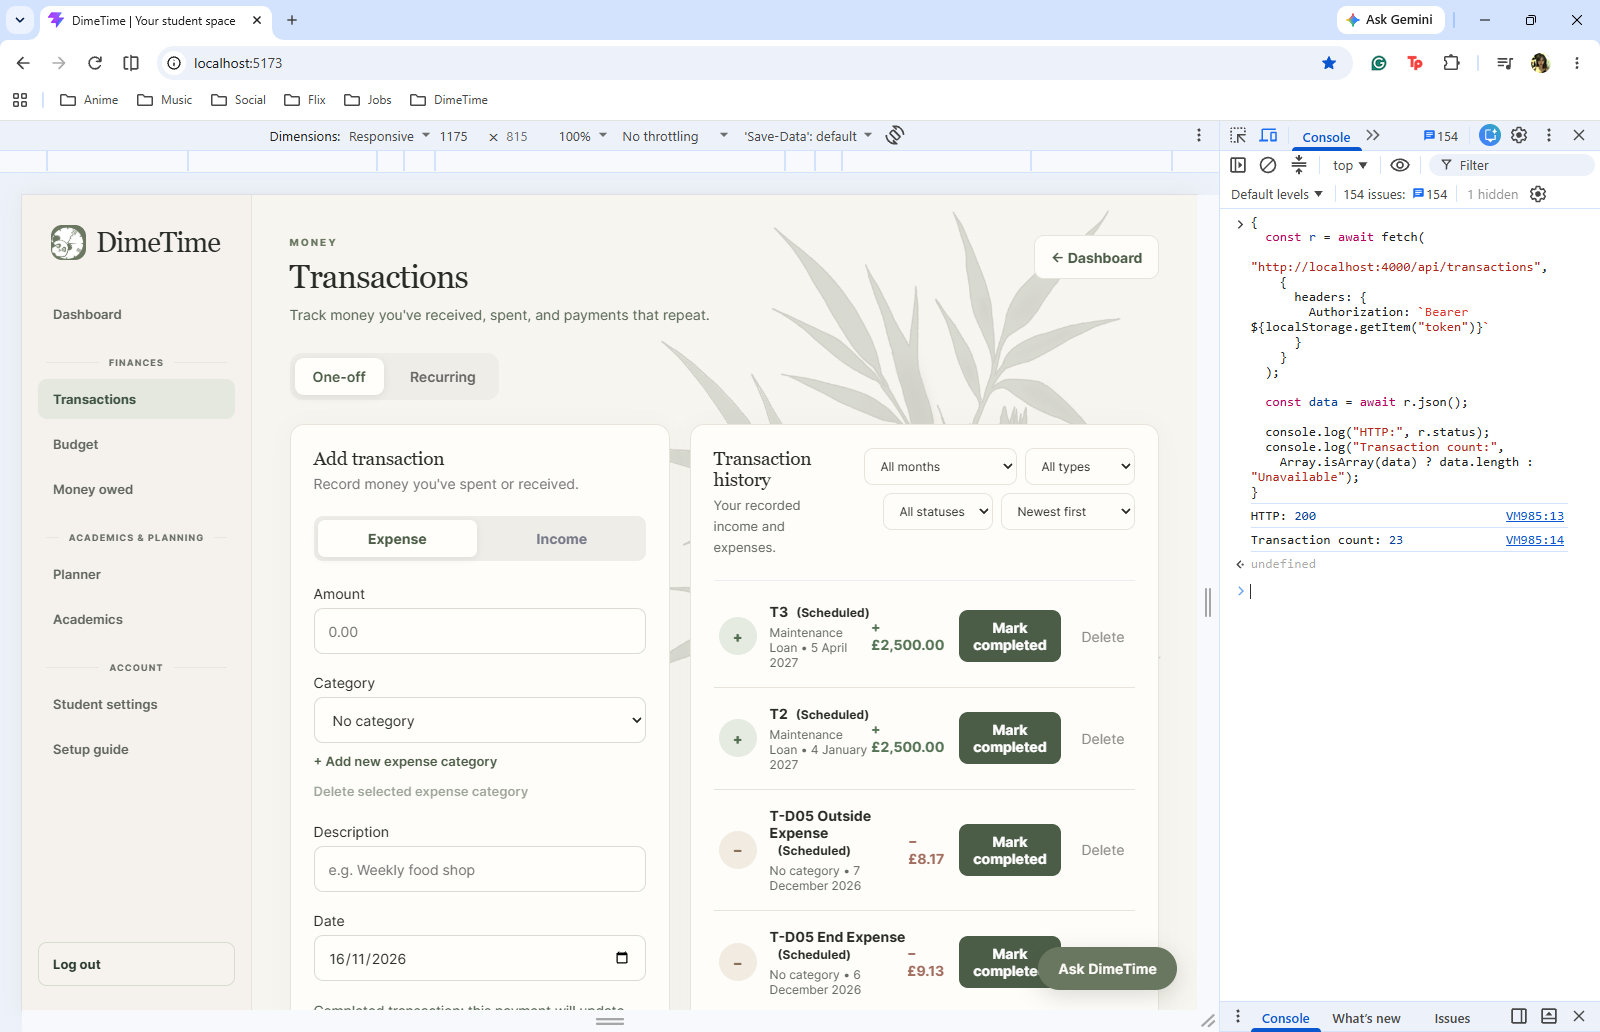 DimeTime | Your student space
Ask Gemini
localhost:5173
Anime
Music
Social
Flix
Jobs
DimeTime
Dimensions: Responsive 1175 × 815 100% No throttling 'Save-Data': default
Console
154
top
Filter
Default levels
154 issues: 154
1 hidden
DimeTime
Dashboard
FINANCES
Transactions
Budget
Money owed
ACADEMICS & PLANNING
Planner
Academics
ACCOUNT
Student settings
Setup guide
Log out
MONEY
Transactions
Track money you've received, spent, and payments that repeat.
← Dashboard
One-off
Recurring
Add transaction
Record money you've spent or received.
Expense
Income
Amount
0.00
Category
No category
+ Add new expense category
Delete selected expense category
Description
e.g. Weekly food shop
Date
16/11/2026
Completed transaction: this payment will update
Transaction
history
Your recorded
income and
expenses.
All months
All types
All statuses
Newest first
+
T3 (Scheduled)
Maintenance
Loan • 5 April
2027
+
£2,500.00
Mark
completed
Delete
+
T2 (Scheduled)
Maintenance
Loan • 4 January
2027
+
£2,500.00
Mark
completed
Delete
−
T-D05 Outside
Expense
(Scheduled)
No category • 7
December 2026
−
£8.17
Mark
completed
Delete
−
T-D05 End Expense
(Scheduled)
No category • 6
December 2026
−
£9.13
Mark
complete
Ask DimeTime
{
const r = await fetch(
"http://localhost:4000/api/transactions",
{
headers: {
Authorization: `Bearer
${localStorage.getItem("token")}`
}
}
);
const data = await r.json();
console.log("HTTP:", r.status);
console.log("Transaction count:",
Array.isArray(data) ? data.length :
"Unavailable");
}
HTTP: 200 VM985:13
Transaction count: 23 VM985:14
undefined
Console
What's new
Issues